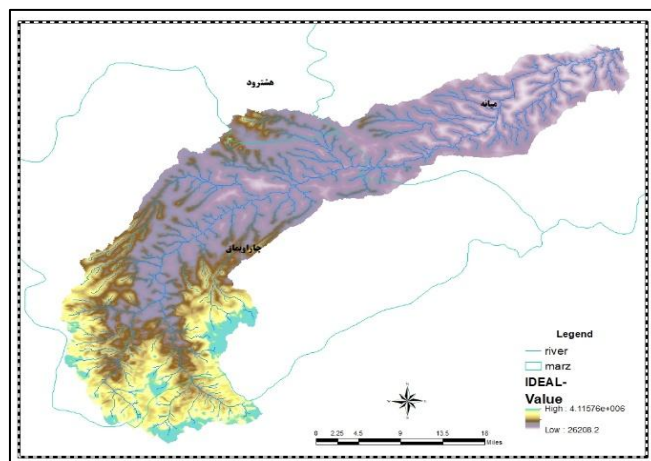 هشترود
میانه
چاراویماق
Legend
river
marz
IDEAL-
Value
High : 4.11576e+006
Low : 26208.2
0 2.25 4.5 9 13.5 18
Miles